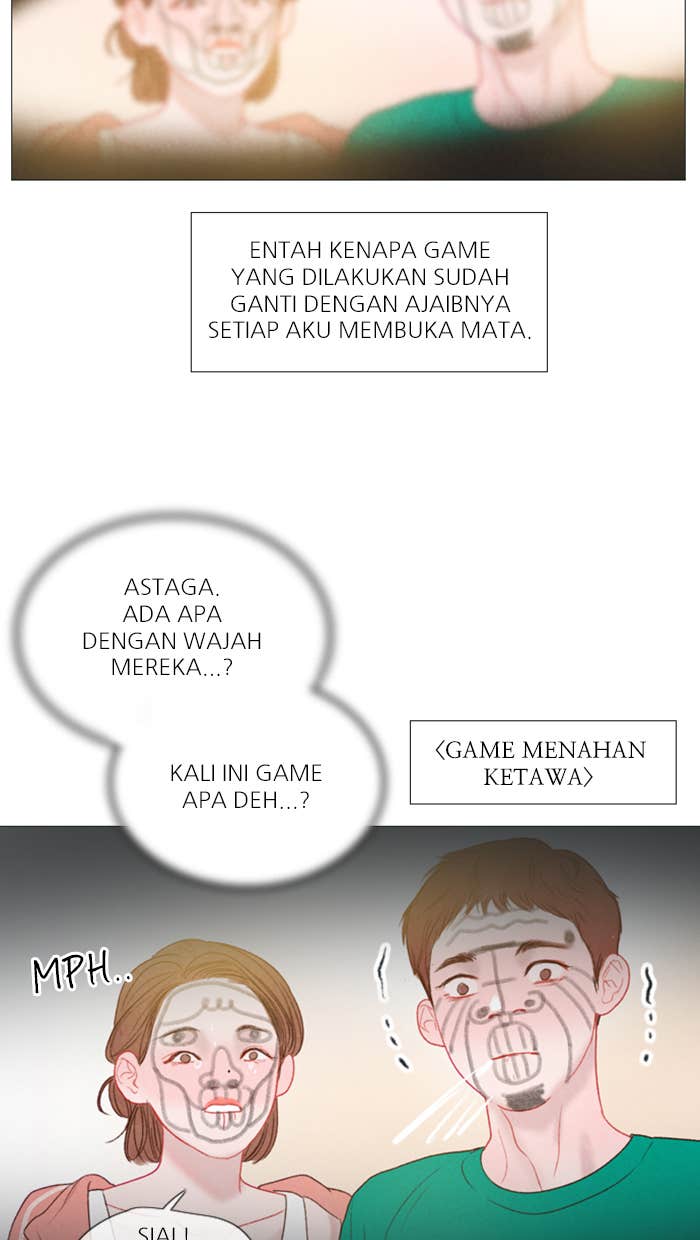 ENTAH KENAPA GAME
YANG DILAKUKAN SUDAH
GANTI DENGAN AJAIBNYA
SETIAP AKU MEMBUKA MATA.
ASTAGA.
ADA APA
DENGAN WAJAH
MEREKA...?
KALI INI GAME
APA DEH...?
〈GAME MENAHAN
KETAWA〉
MPH..
SIAL!